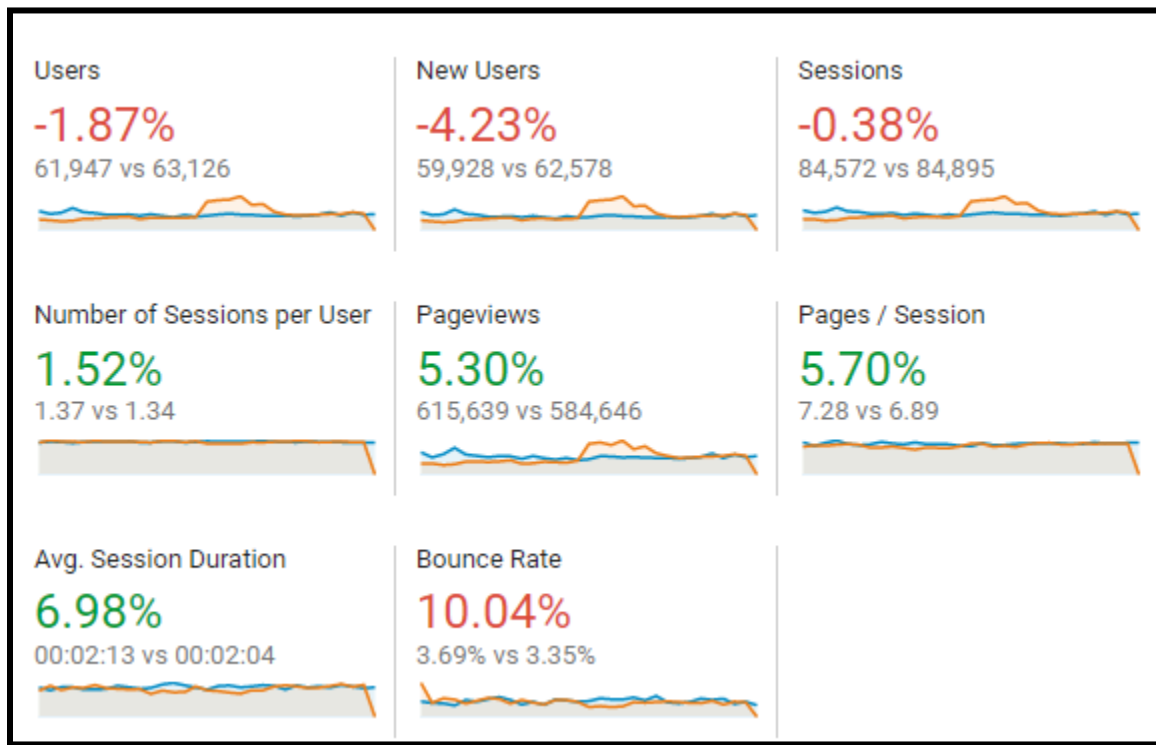 Users
-1.87%
61,947 vs 63,126
New Users
-4.23%
59,928 vs 62,578
Sessions
-0.38%
84,572 vs 84,895
Number of Sessions per User
1.52%
1.37 vs 1.34
Pageviews
5.30%
615,639 vs 584,646
Pages / Session
5.70%
7.28 vs 6.89
Avg. Session Duration
6.98%
00:02:13 vs 00:02:04
Bounce Rate
10.04%
3.69% vs 3.35%